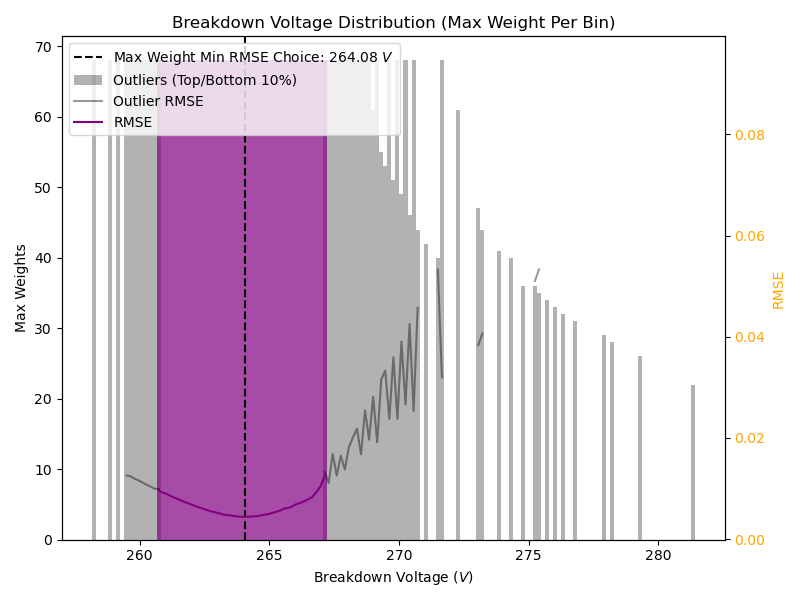 Breakdown Voltage Distribution (Max Weight Per Bin)
Max Weight Min RMSE Choice: 264.08 V
Outliers (Top/Bottom 10%)
Outlier RMSE
RMSE
Max Weights
70
60
50
40
30
20
10
0
RMSE
0.08
0.06
0.04
0.02
0.00
260
265
270
275
280
Breakdown Voltage (V)